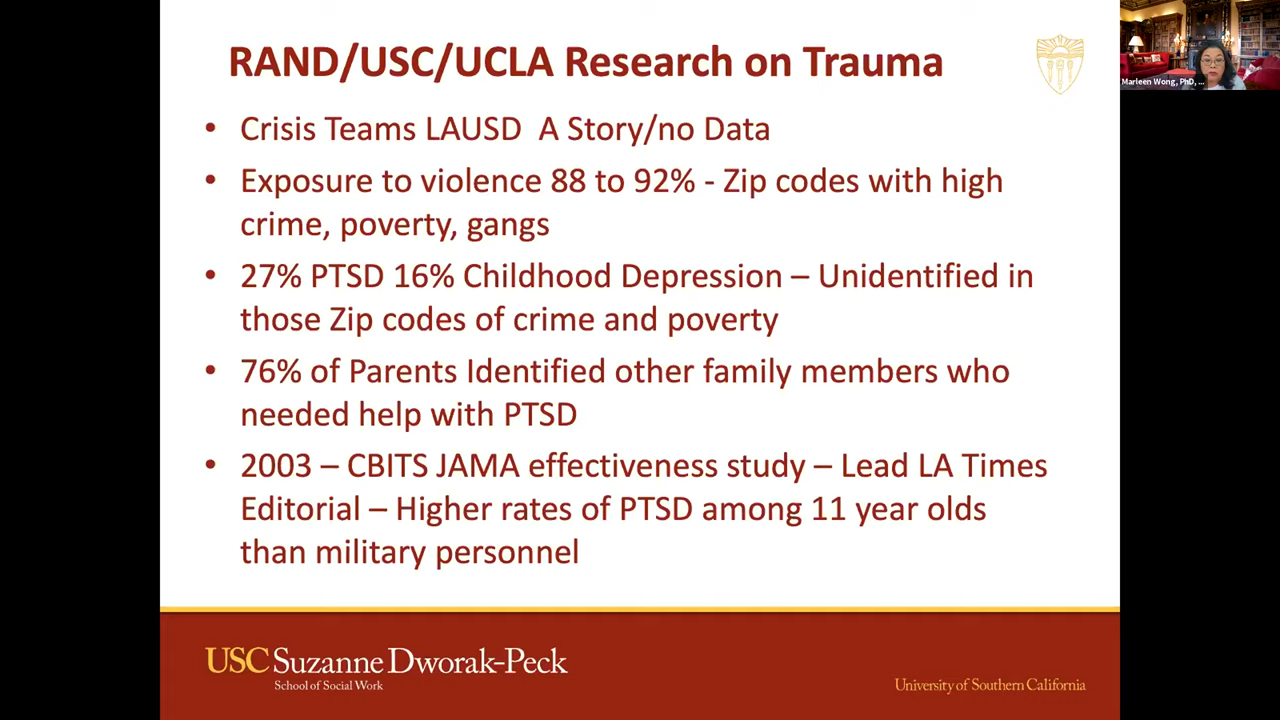 RAND/USC/UCLA Research on Trauma
• Crisis Teams LAUSD A Story/no Data
• Exposure to violence 88 to 92% - Zip codes with high
crime, poverty, gangs
• 27% PTSD 16% Childhood Depression – Unidentified in
those Zip codes of crime and poverty
• 76% of Parents Identified other family members who
needed help with PTSD
• 2003 – CBITS JAMA effectiveness study – Lead LA Times
Editorial – Higher rates of PTSD among 11 year olds
than military personnel
USC Suzanne Dworak-Peck
School of Social Work
University of Southern California
Marleen Wong, PhD, ...